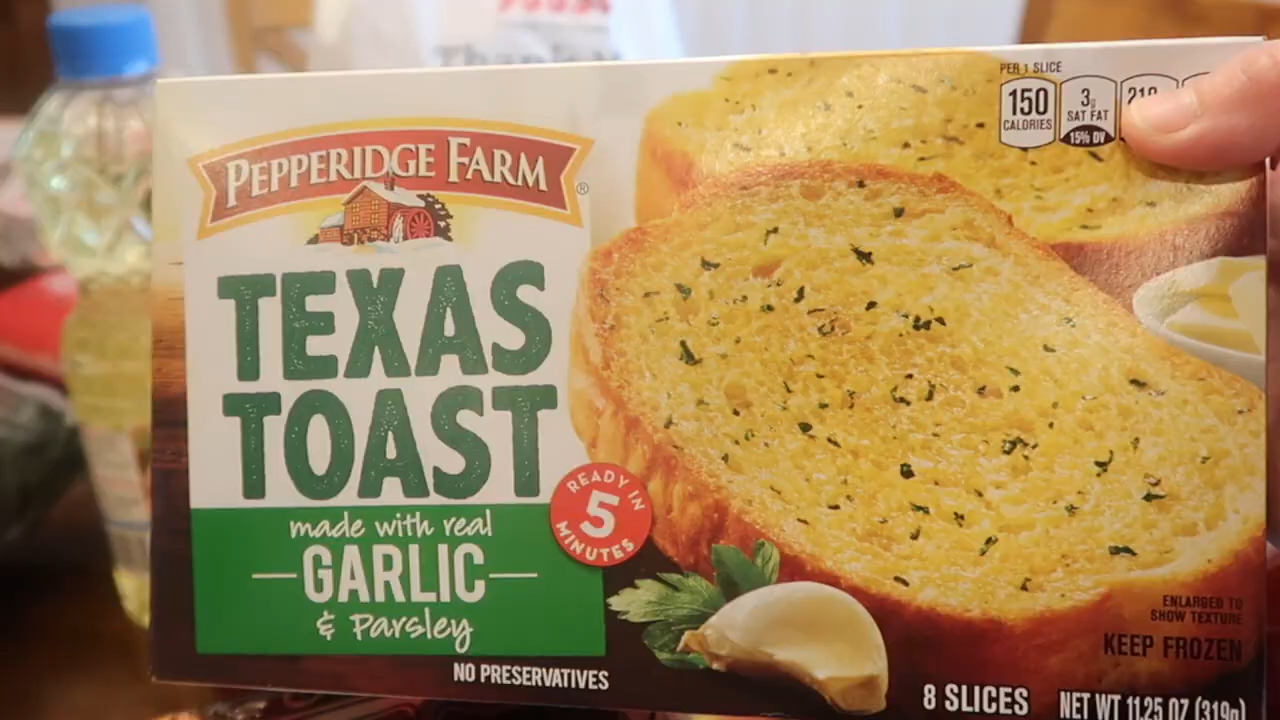 PER 1 SLICE
150
CALORIES
3g
SAT FAT
15% DV
210
PEPPERIDGE FARM®
TEXAS
TOAST
READY IN
5
MINUTES
made with real
GARLIC
& Parsley
NO PRESERVATIVES
ENLARGED TO
SHOW TEXTURE
KEEP FROZEN
8 SLICES
NET WT 11.25 OZ (319g)